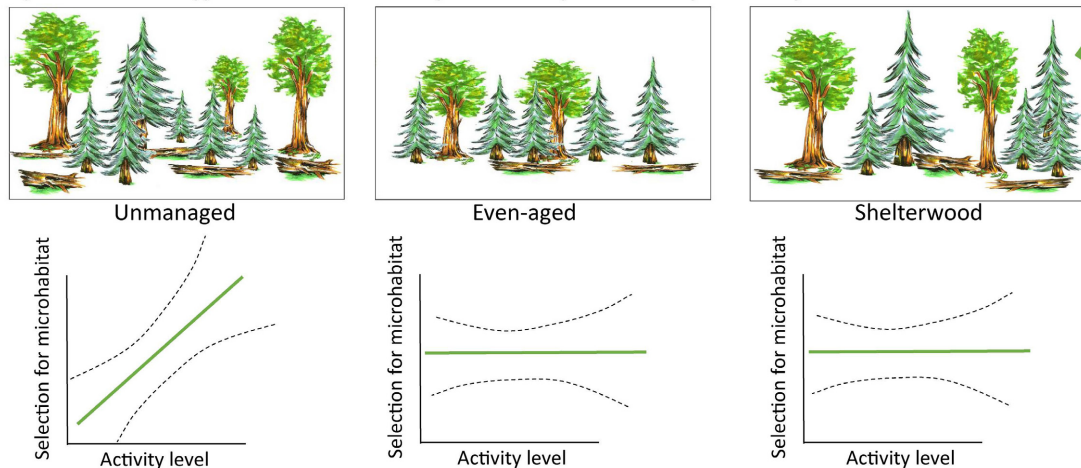 Unmanaged
Even-aged
Shelterwood
Selection for microhabitat
Activity level
Selection for microhabitat
Activity level
Selection for microhabitat
Activity level